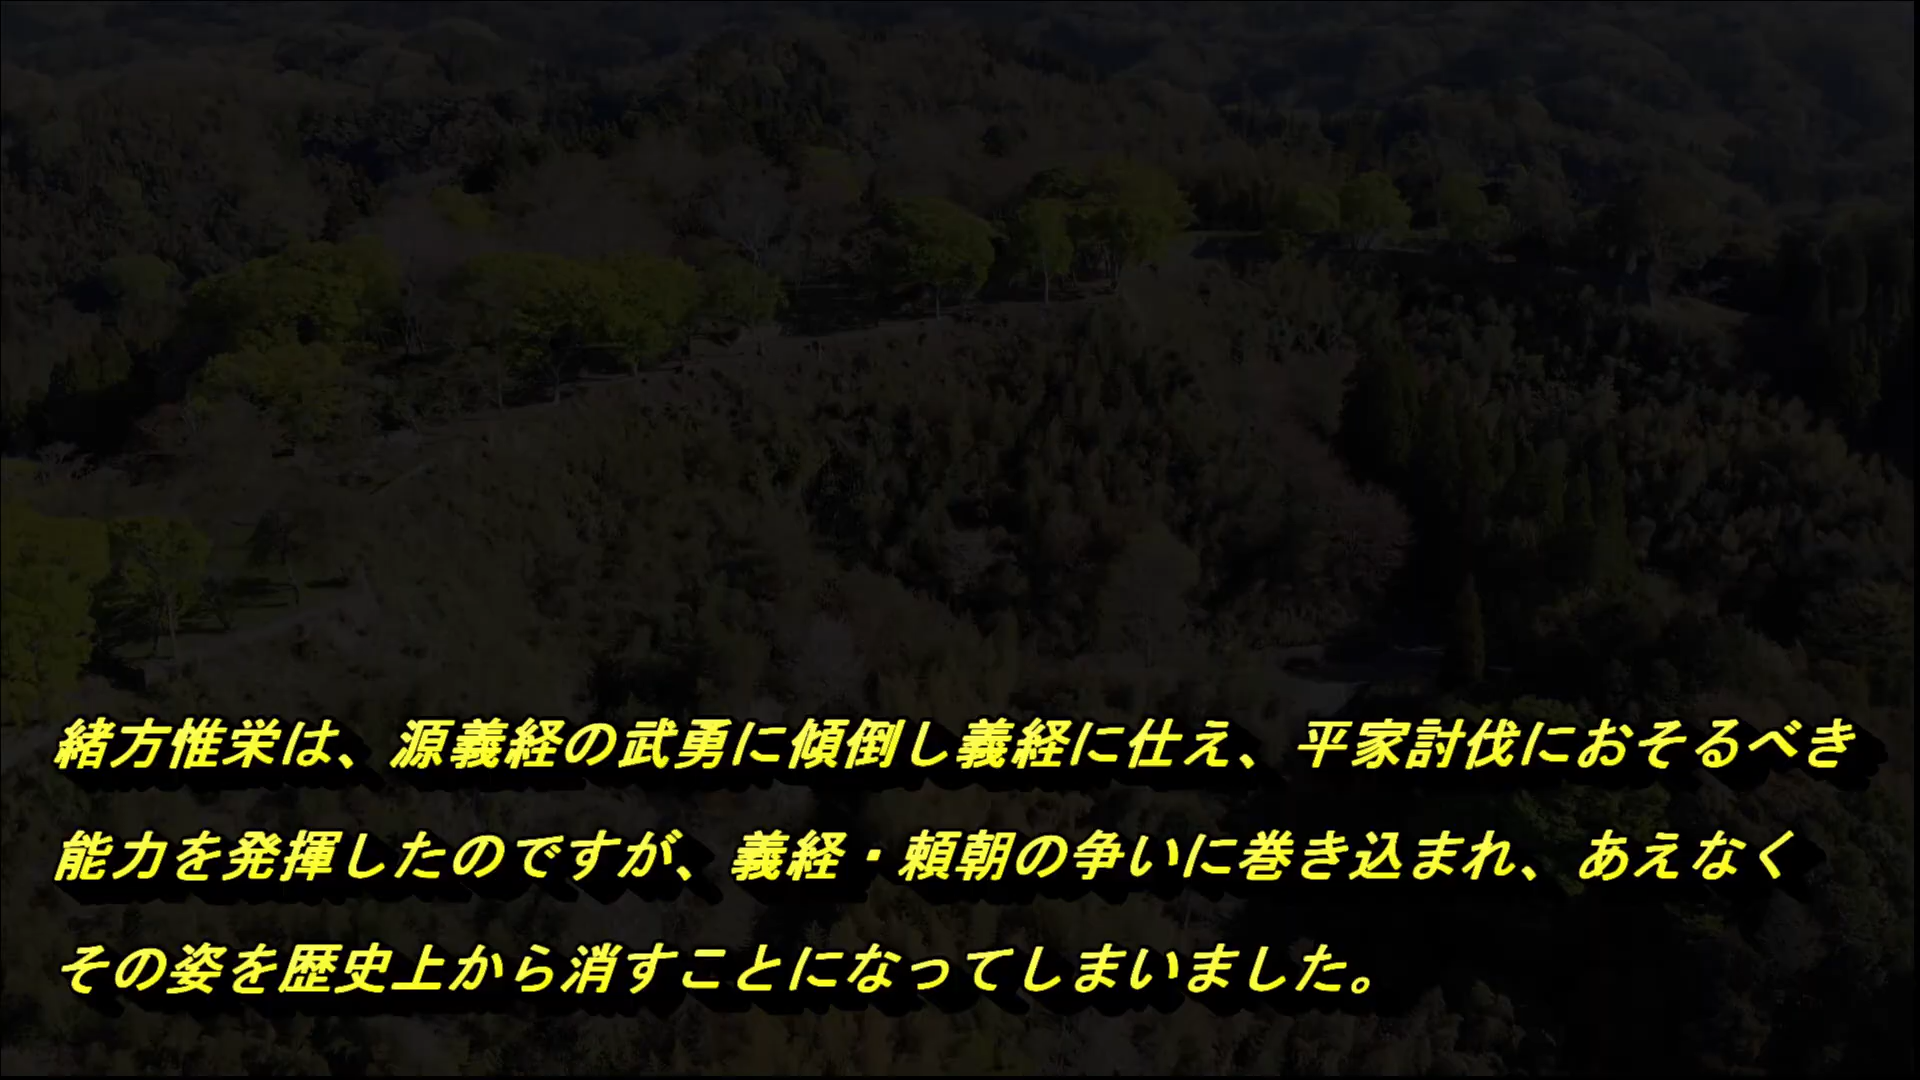 緒方惟栄は、源義経の武勇に傾倒し義経に仕え、平家討伐におそるべき
能力を発揮したのですが、義経・頼朝の争いに巻き込まれ、あえなく
その姿を歴史上から消すことになってしまいました。